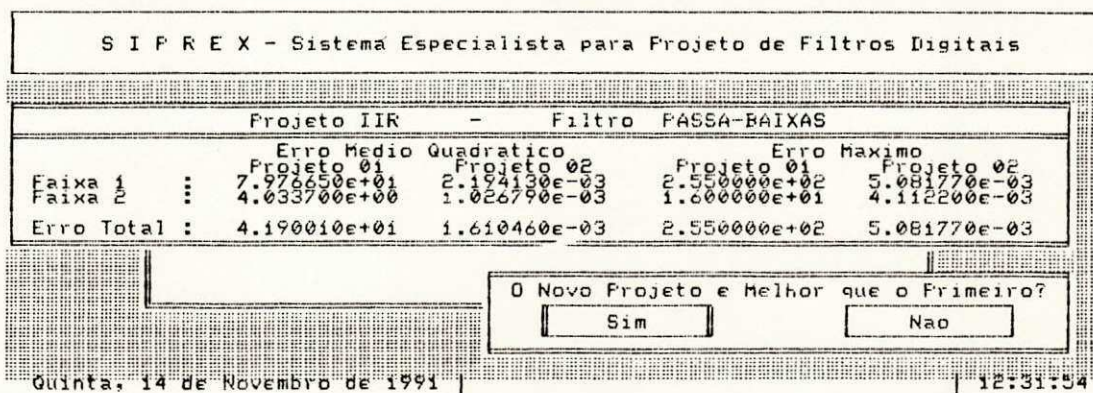 S I P R E X - Sistema Especialista para Projeto de Filtros Digitais
Projeto IIR - Filtro PASSA-BAIXAS
Erro Medio Quadratico Erro Maximo
Projeto 01 Projeto 02 Projeto 01 Projeto 02
Faixa 1 : 7.976650e+01 2.194130e-03 2.550000e+02 5.081770e-03
Faixa 2 : 4.033700e+00 1.026790e-03 1.600000e+01 4.112200e-03
Erro Total : 4.190010e+01 1.610460e-03 2.550000e+02 5.081770e-03
O Novo Projeto e Melhor que o Primeiro?
Sim Nao
Quinta, 14 de Novembro de 1991 | | 12:31:54